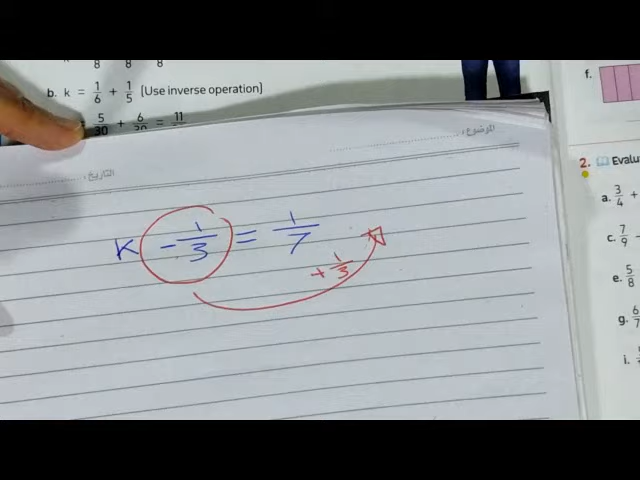 8 8 8
b. k = 1/6 + 1/5 (Use inverse operation)
5/30 + 6/30 = 11
التاريخ :
الموضوع :
K - 1/3 = 1/7
+ 1/3
f.
2. Evalu
a. 3/4 +
c. 7/9 -
e. 5/8
g. 6/7
i.